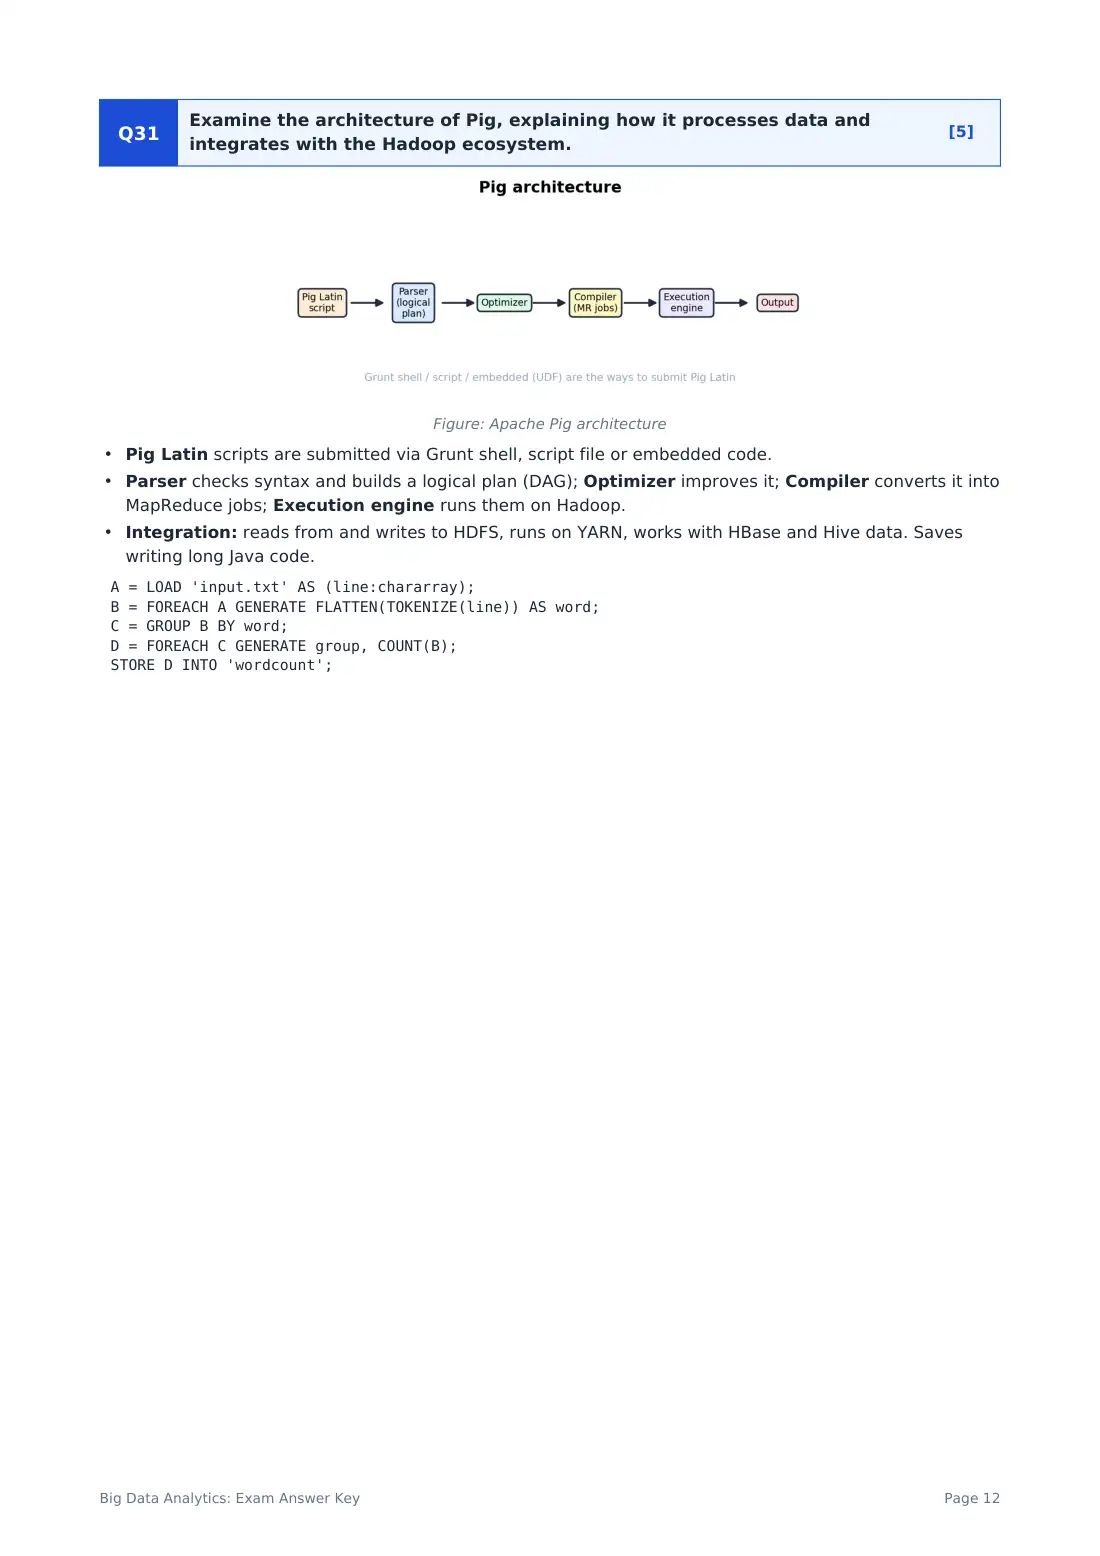 Q31
Examine the architecture of Pig, explaining how it processes data and
integrates with the Hadoop ecosystem.
[5]
Pig architecture
Pig Latin
script
Parser
(logical
plan)
Optimizer
Compiler
(MR jobs)
Execution
engine
Output
Grunt shell / script / embedded (UDF) are the ways to submit Pig Latin
Figure: Apache Pig architecture
• Pig Latin scripts are submitted via Grunt shell, script file or embedded code.
• Parser checks syntax and builds a logical plan (DAG); Optimizer improves it; Compiler converts it into
MapReduce jobs; Execution engine runs them on Hadoop.
• Integration: reads from and writes to HDFS, runs on YARN, works with HBase and Hive data. Saves
writing long Java code.
A = LOAD 'input.txt' AS (line:chararray);
B = FOREACH A GENERATE FLATTEN(TOKENIZE(line)) AS word;
C = GROUP B BY word;
D = FOREACH C GENERATE group, COUNT(B);
STORE D INTO 'wordcount';
Big Data Analytics: Exam Answer Key
Page 12